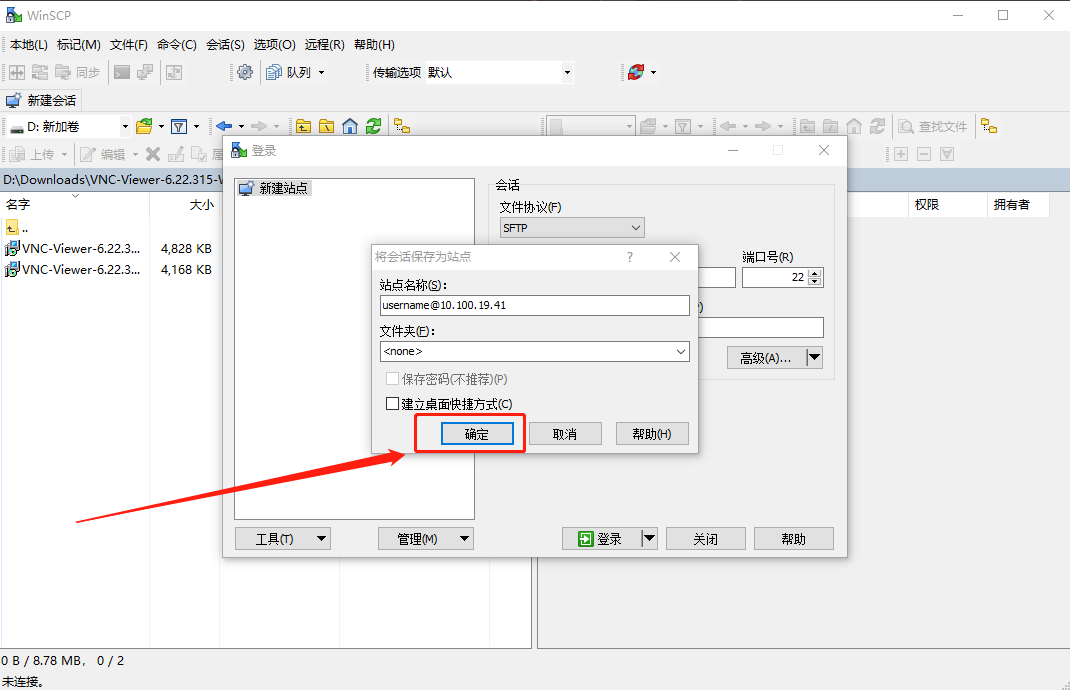 WinSCP
本地(L) 标记(M) 文件(F) 命令(C) 会话(S) 选项(O) 远程(R) 帮助(H)
同步 队列 传输选项 默认
新建会话
D: 新加卷 查找文件
上传 编辑
登录
D:\Downloads\VNC-Viewer-6.22.315-
名字 大小 权限 拥有者
..
VNC-Viewer-6.22.3... 4,828 KB
VNC-Viewer-6.22.3... 4,168 KB
新建站点
会话
文件协议(F)
SFTP
端口号(R)
22
高级(A)...
将会话保存为站点 ?
站点名称(S):
username@10.100.19.41
文件夹(F):
<none>
保存密码(不推荐)(P)
建立桌面快捷方式(C)
确定 取消 帮助(H)
工具(T) 管理(M) 登录 关闭 帮助
0 B / 8.78 MB, 0 / 2
未连接。